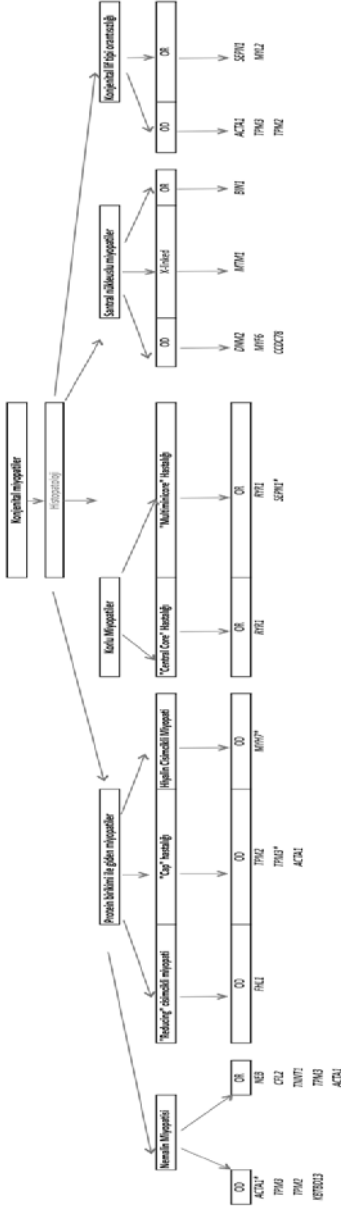 Konjenital miyopatiler
Histopatoloji
Protein birikimi ile giden miyopatiler
Korlu Miyopatiler
Santral nükleuslu miyopatiler
Konjenital lif tipi orantısızlığı
Nemalin Miyopatisi
"Reducing" cisimcikli miyopati
"Cap" hastalığı
Hiyalin Cisimcikli Miyopati
"Central Core" Hastalığı
"Multiminicore" Hastalığı
OD
X-linked
OR
OD
OR
OD
OR
OD
OD
OD
OR
OR
ACTA1*
TPM3
TPM2
KBTBD13
NEB
CFL2
TNNT1
TPM3
ACTA1
FHL1
TPM2
TPM3*
ACTA1
MYH7*
RYR1
RYR1
SEPN1*
DNM2
MYF6
CCDC78
MTM1
BIN1
ACTA1
TPM3
TPM2
SEPN1
MYL2